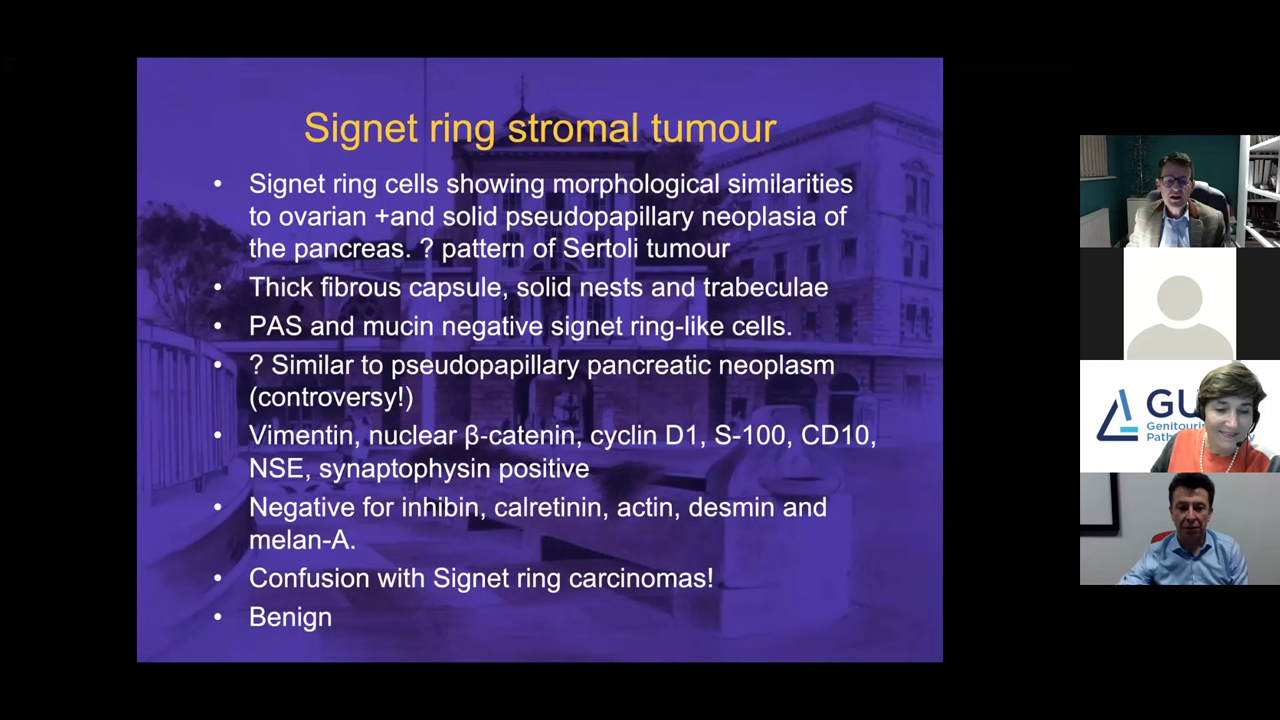 Signet ring stromal tumour
• Signet ring cells showing morphological similarities
to ovarian +and solid pseudopapillary neoplasia of
the pancreas. ? pattern of Sertoli tumour
• Thick fibrous capsule, solid nests and trabeculae
• PAS and mucin negative signet ring-like cells.
• ? Similar to pseudopapillary pancreatic neoplasm
(controversy!)
• Vimentin, nuclear β-catenin, cyclin D1, S-100, CD10,
NSE, synaptophysin positive
• Negative for inhibin, calretinin, actin, desmin and
melan-A.
• Confusion with Signet ring carcinomas!
• Benign
GU